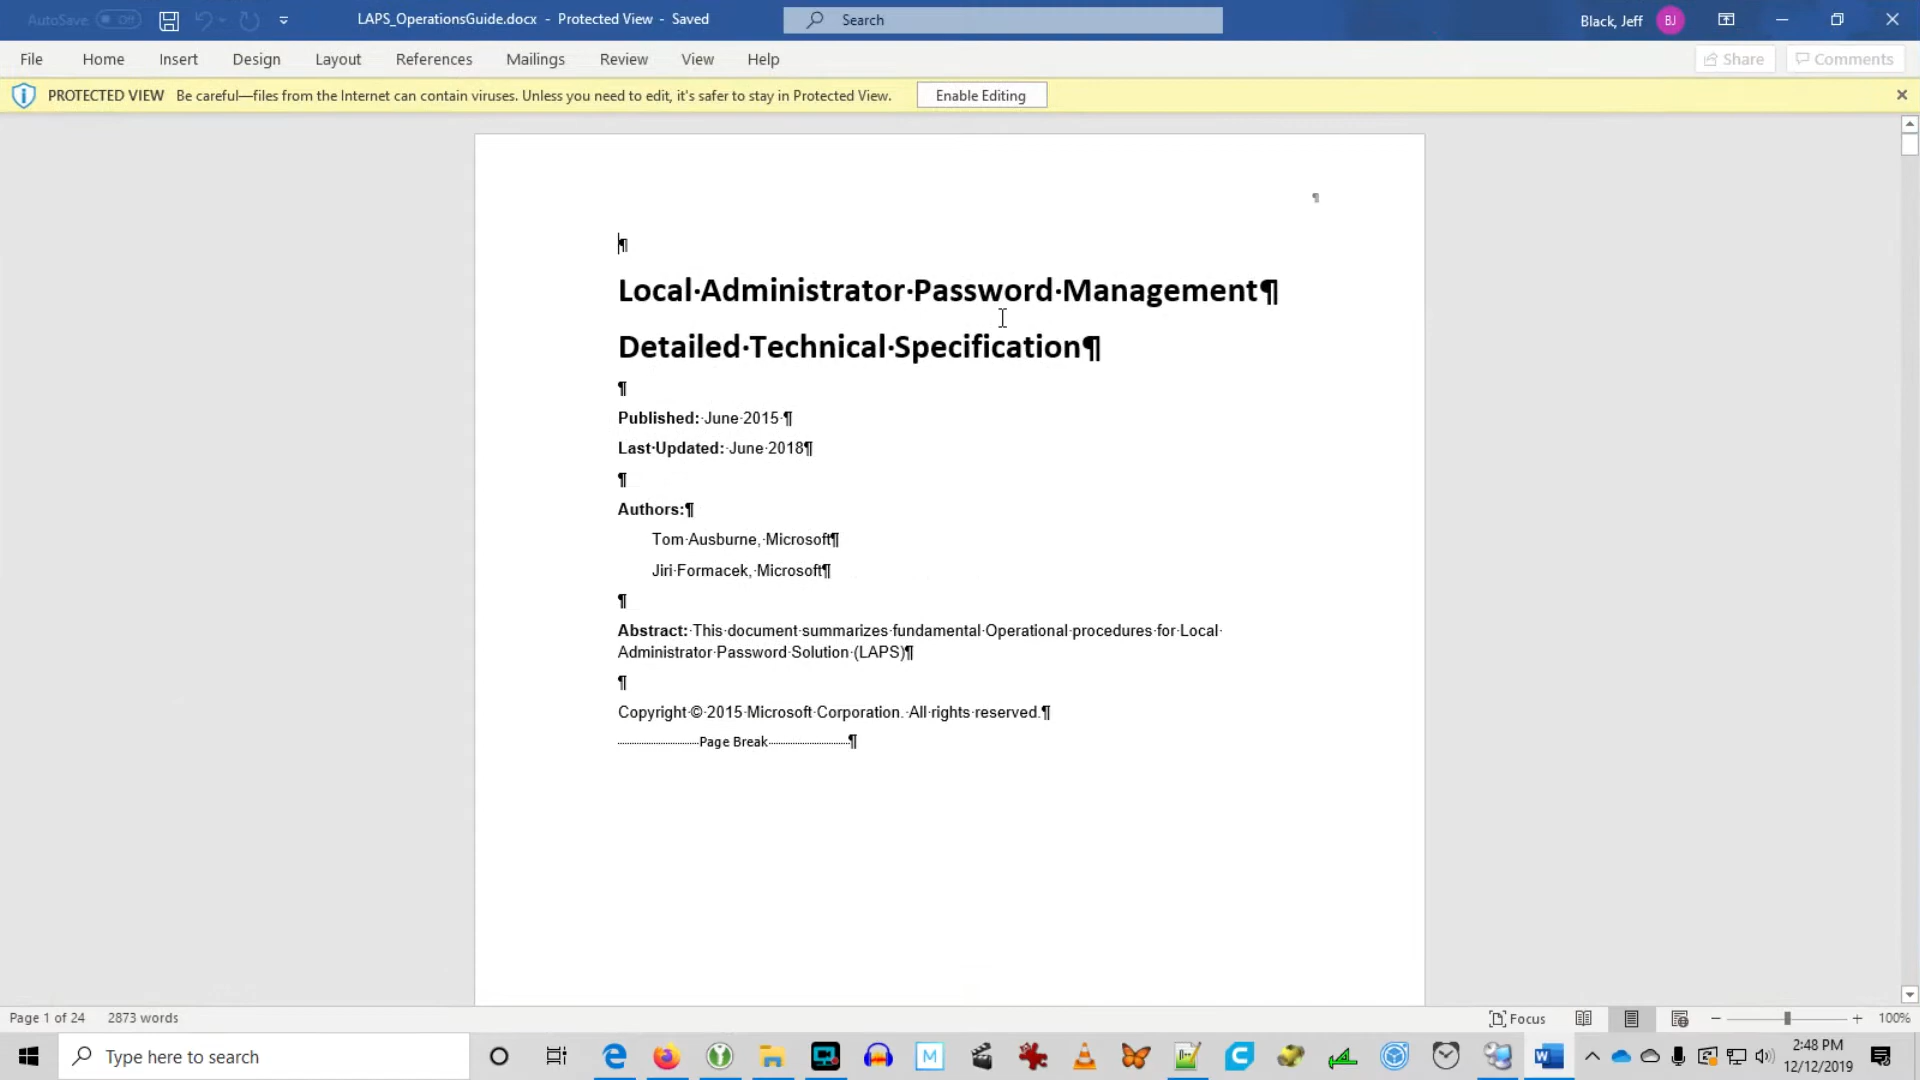 AutoSave Off LAPS_OperationsGuide.docx - Protected View - Saved Search Black, Jeff BJ
File Home Insert Design Layout References Mailings Review View Help Share Comments
PROTECTED VIEW Be careful—files from the Internet can contain viruses. Unless you need to edit, it's safer to stay in Protected View. Enable Editing
¶
¶
Local·Administrator·Password·Management¶
Detailed·Technical·Specification¶
¶
Published:·June·2015·¶
Last·Updated:·June·2018¶
¶
Authors:¶
Tom·Ausburne,·Microsoft¶
Jiri·Formacek,·Microsoft¶
¶
Abstract:·This·document·summarizes·fundamental·Operational·procedures·for·Local·
Administrator·Password·Solution·(LAPS)¶
¶
Copyright·©·2015·Microsoft·Corporation.·All·rights·reserved.¶
Page Break¶
Page 1 of 24 2873 words Focus 100%
Type here to search M 2:48 PM
12/12/2019